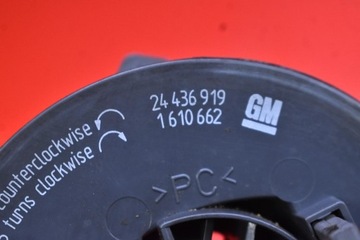 24 436 919
1 610 662
GM
counterclockwise
turns clockwise
>PC<